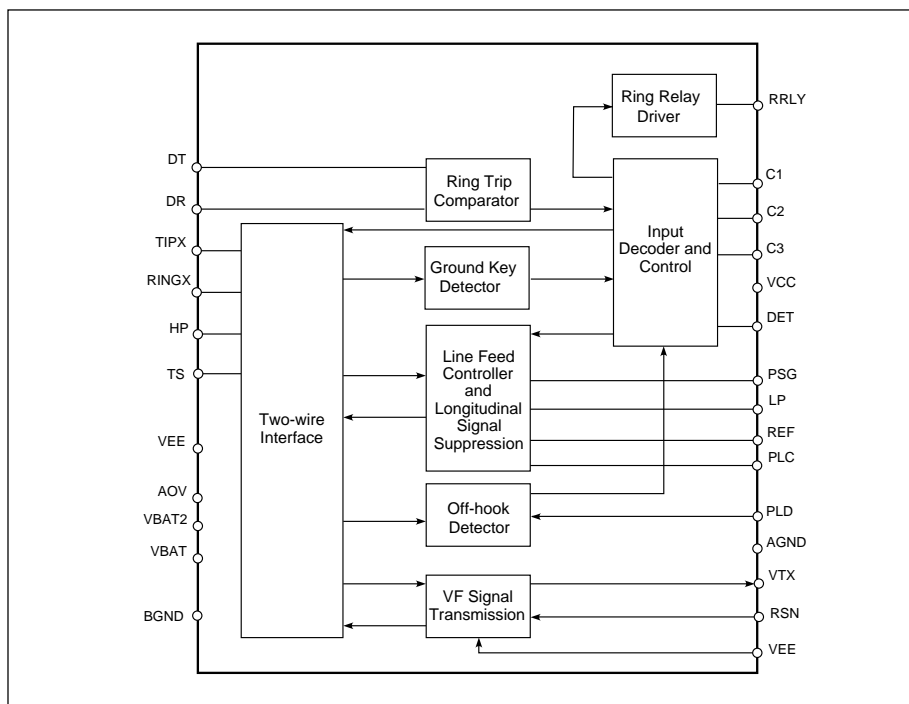 Ring Relay
Driver
RRLY
DT
Ring Trip
Comparator
C1
DR
C2
TIPX
Input
Decoder and
Control
C3
RINGX
Ground Key
Detector
VCC
HP
DET
TS
Line Feed
Controller
and
Longitudinal
Signal
Suppression
PSG
LP
REF
PLC
Two-wire
Interface
VEE
AOV
VBAT2
VBAT
BGND
Off-hook
Detector
PLD
AGND
VF Signal
Transmission
VTX
RSN
VEE